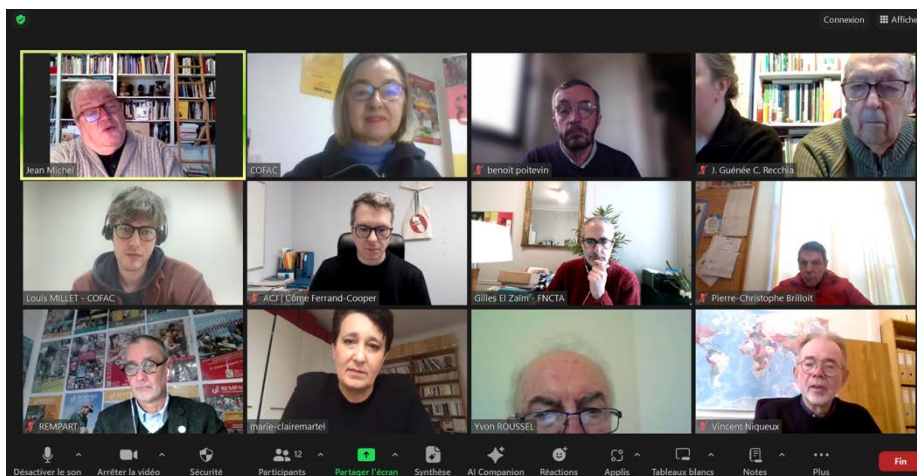 Connexion
Affiche
Jean Michel
COFAC
benoit poitevin
J. Guénée C. Recchia
Louis MILLET - COFAC
ACJ | Côme Ferrand-Cooper
Gilles El Zaïm - FNCTA
Pierre-Christophe Brilloit
REMPART
marie-clairemartel
Yvon ROUSSEL
Vincent Niqueux
12
Désactiver le son
Arrêter la vidéo
Sécurité
Participants
Partager l'écran
Synthèse
AI Companion
Réactions
Applis
Tableaux blancs
Notes
Plus
Fin